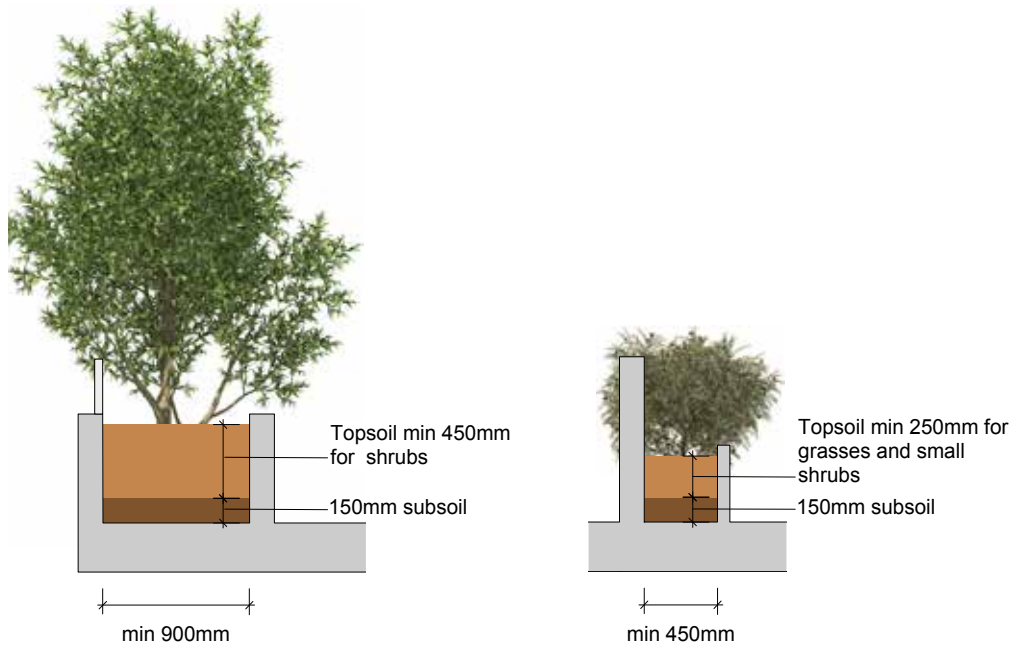 Topsoil min 450mm
for shrubs
150mm subsoil
min 900mm
Topsoil min 250mm for
grasses and small
shrubs
150mm subsoil
min 450mm